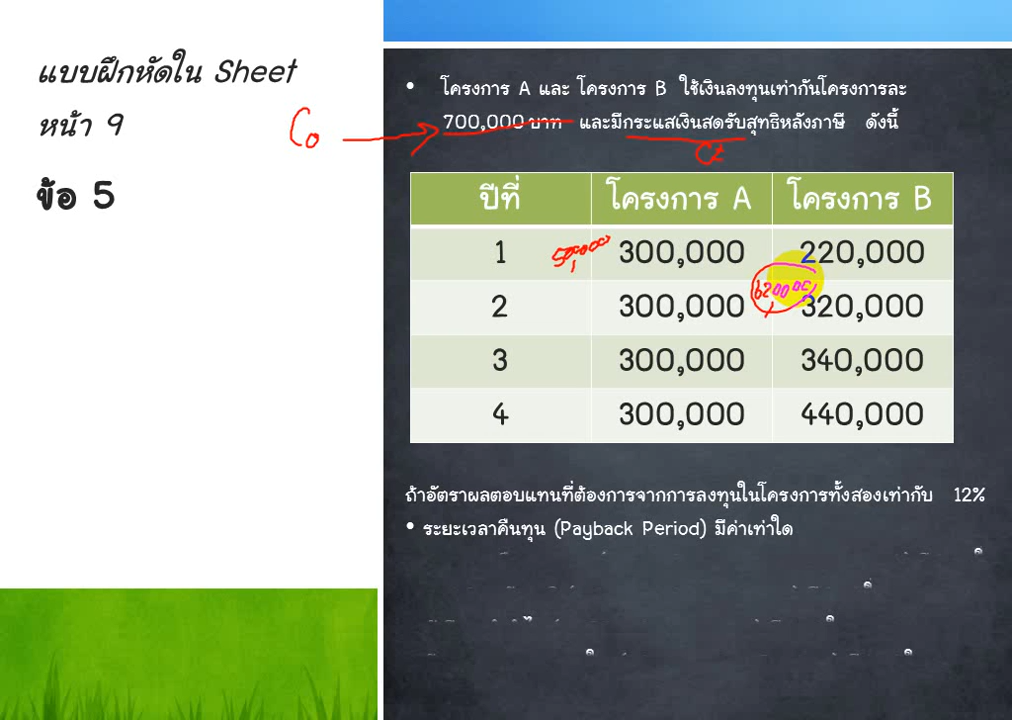 แบบฝึกหัดใน Sheet
หน้า 9
ข้อ 5
• โครงการ A และ โครงการ B ใช้เงินลงทุนเท่ากันโครงการละ
C₀ 700,000 บาท และมีกระแสเงินสดรับสุทธิหลังภาษี ดังนี้
ปีที่ โครงการ A โครงการ B
1 300,000 220,000
2 300,000 320,000
3 300,000 340,000
4 300,000 440,000
ถ้าอัตราผลตอบแทนที่ต้องการจากการลงทุนในโครงการทั้งสองเท่ากับ 12%
• ระยะเวลาคืนทุน (Payback Period) มีค่าเท่าใด